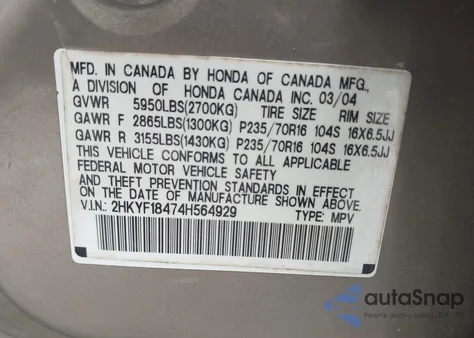 MFD. IN CANADA BY HONDA OF CANADA MFG.,
A DIVISION OF HONDA CANADA INC. 03/04
GVWR 5950LBS(2700KG) TIRE SIZE RIM SIZE
GAWR F 2865LBS(1300KG) P235/70R16 104S 16X6.5JJ
GAWR R 3155LBS(1430KG) P235/70R16 104S 16X6.5JJ
THIS VEHICLE CONFORMS TO ALL APPLICABLE
FEDERAL MOTOR VEHICLE SAFETY
AND THEFT PREVENTION STANDARDS IN EFFECT
ON THE DATE OF MANUFACTURE SHOWN ABOVE.
V.I.N.: 2HKYF18474H564929
TYPE: MPV
autoSnap